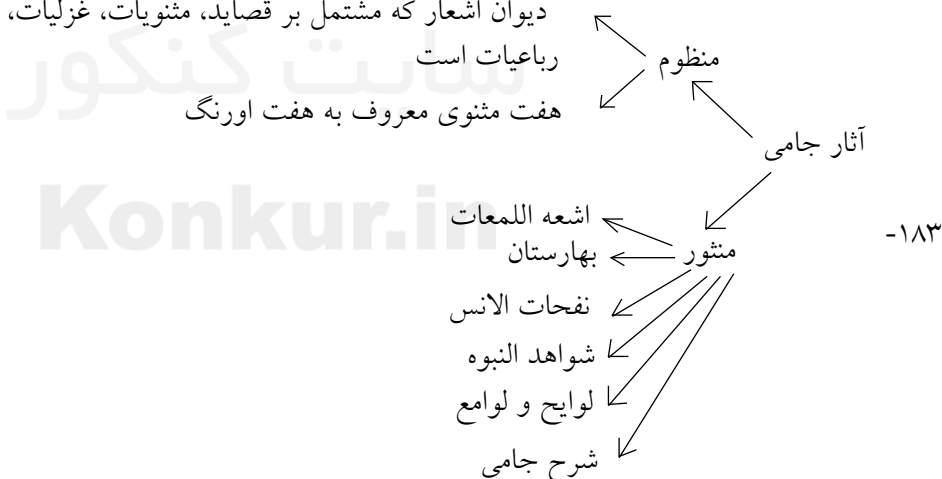 دیوان اشعار که مشتمل بر قصاید، مثنویات، غزلیات،
رباعیات است
منظوم
هفت مثنوی معروف به هفت اورنگ
آثار جامی
۱۸۳-
منثور
اشعه اللمعات
بهارستان
نفحات الانس
شواهد النبوه
لوایح و لوامع
شرح جامی
سایت کنکور
Konkur.in